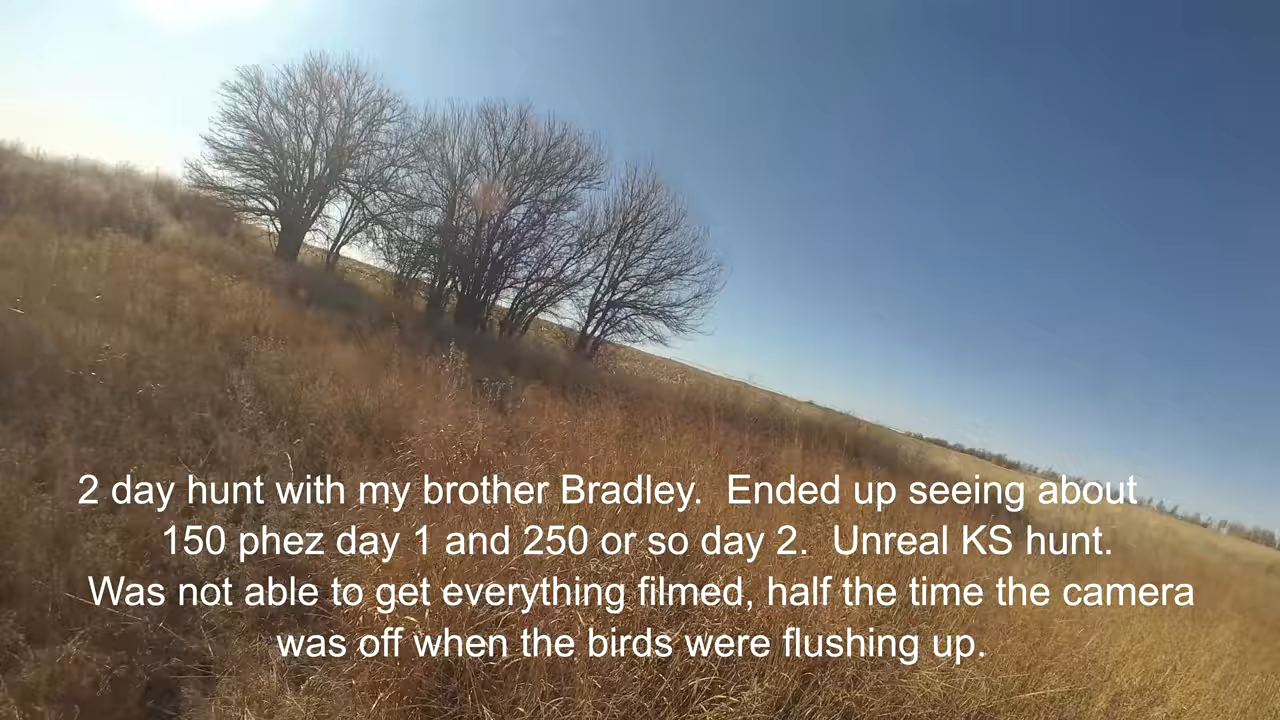 2 day hunt with my brother Bradley.  Ended up seeing about
150 phez day 1 and 250 or so day 2.  Unreal KS hunt.
Was not able to get everything filmed, half the time the camera
was off when the birds were flushing up.